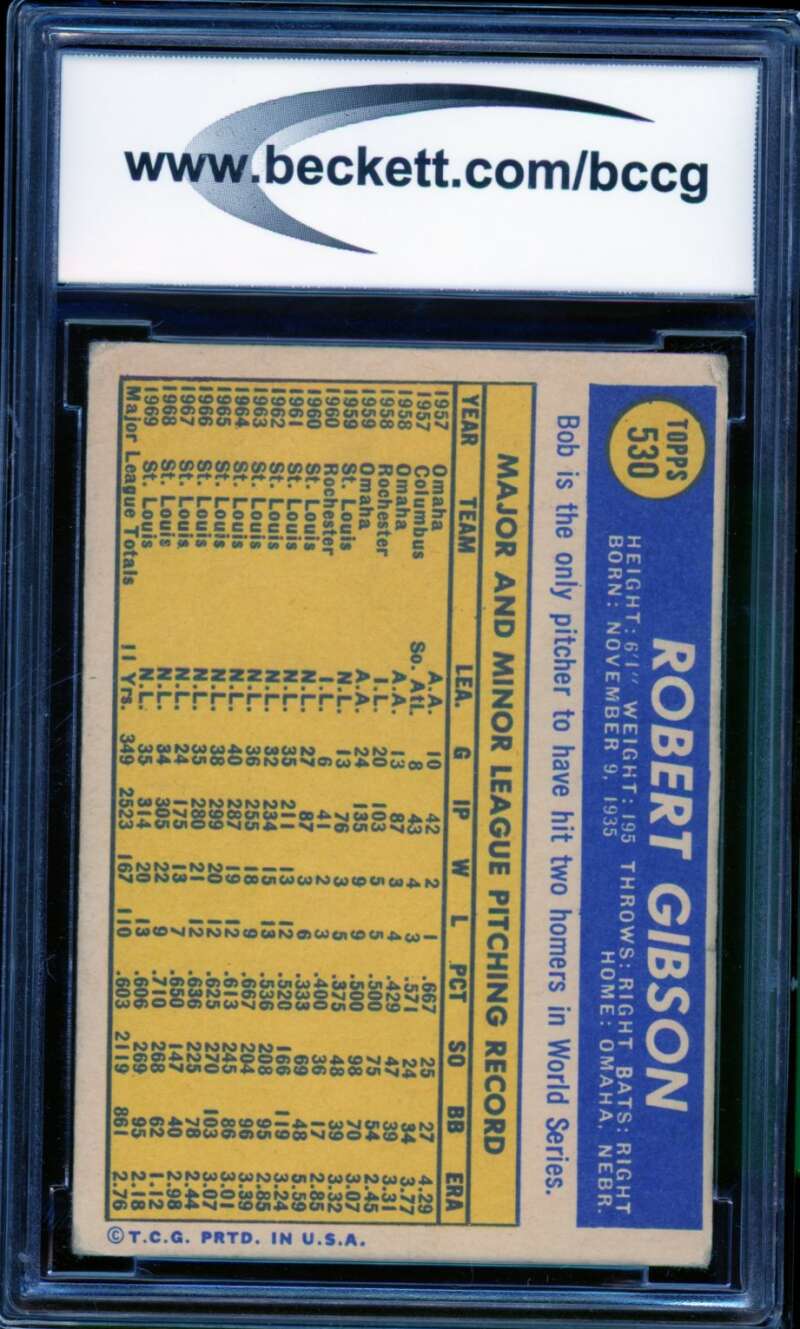 www.beckett.com/bccg
TOPPS
530
ROBERT GIBSON
HEIGHT: 6'1" WEIGHT: 195 THROWS: RIGHT BATS: RIGHT
BORN: NOVEMBER 9, 1935 HOME: OMAHA, NEBR.
Bob is the only pitcher to have hit two homers in World Series.
MAJOR AND MINOR LEAGUE PITCHING RECORD
YEAR TEAM LEA. G IP W L PCT SO BB ERA
1957 Omaha A.A. 10 42 2 1 .667 25 27 4.29
1957 Columbus So. Atl. 8 43 4 3 .571 24 34 3.77
1958 Omaha A.A. 13 87 3 4 .429 47 39 3.31
1958 Rochester I.L. 20 103 5 5 .500 75 54 2.45
1959 Omaha A.A. 24 135 9 9 .500 98 70 3.07
1959 St. Louis N.L. 13 76 3 5 .375 48 39 3.32
1960 Rochester I.L. 6 41 2 3 .400 36 17 2.85
1960 St. Louis N.L. 27 87 3 6 .333 69 48 5.59
1961 St. Louis N.L. 35 211 13 12 .520 166 119 3.24
1962 St. Louis N.L. 32 234 15 13 .536 208 95 2.85
1963 St. Louis N.L. 36 255 18 9 .667 204 96 3.39
1964 St. Louis N.L. 40 287 19 12 .613 245 86 3.01
1965 St. Louis N.L. 38 299 20 12 .625 270 103 3.07
1966 St. Louis N.L. 35 280 21 12 .636 225 78 2.44
1967 St. Louis N.L. 24 175 13 7 .650 147 40 2.98
1968 St. Louis N.L. 34 305 22 9 .710 268 62 1.12
1969 St. Louis N.L. 35 314 20 13 .606 269 95 2.18
Major League Totals 11 Yrs. 349 2523 167 110 .603 2119 861 2.76
© T.C.G. PRTD. IN U.S.A.